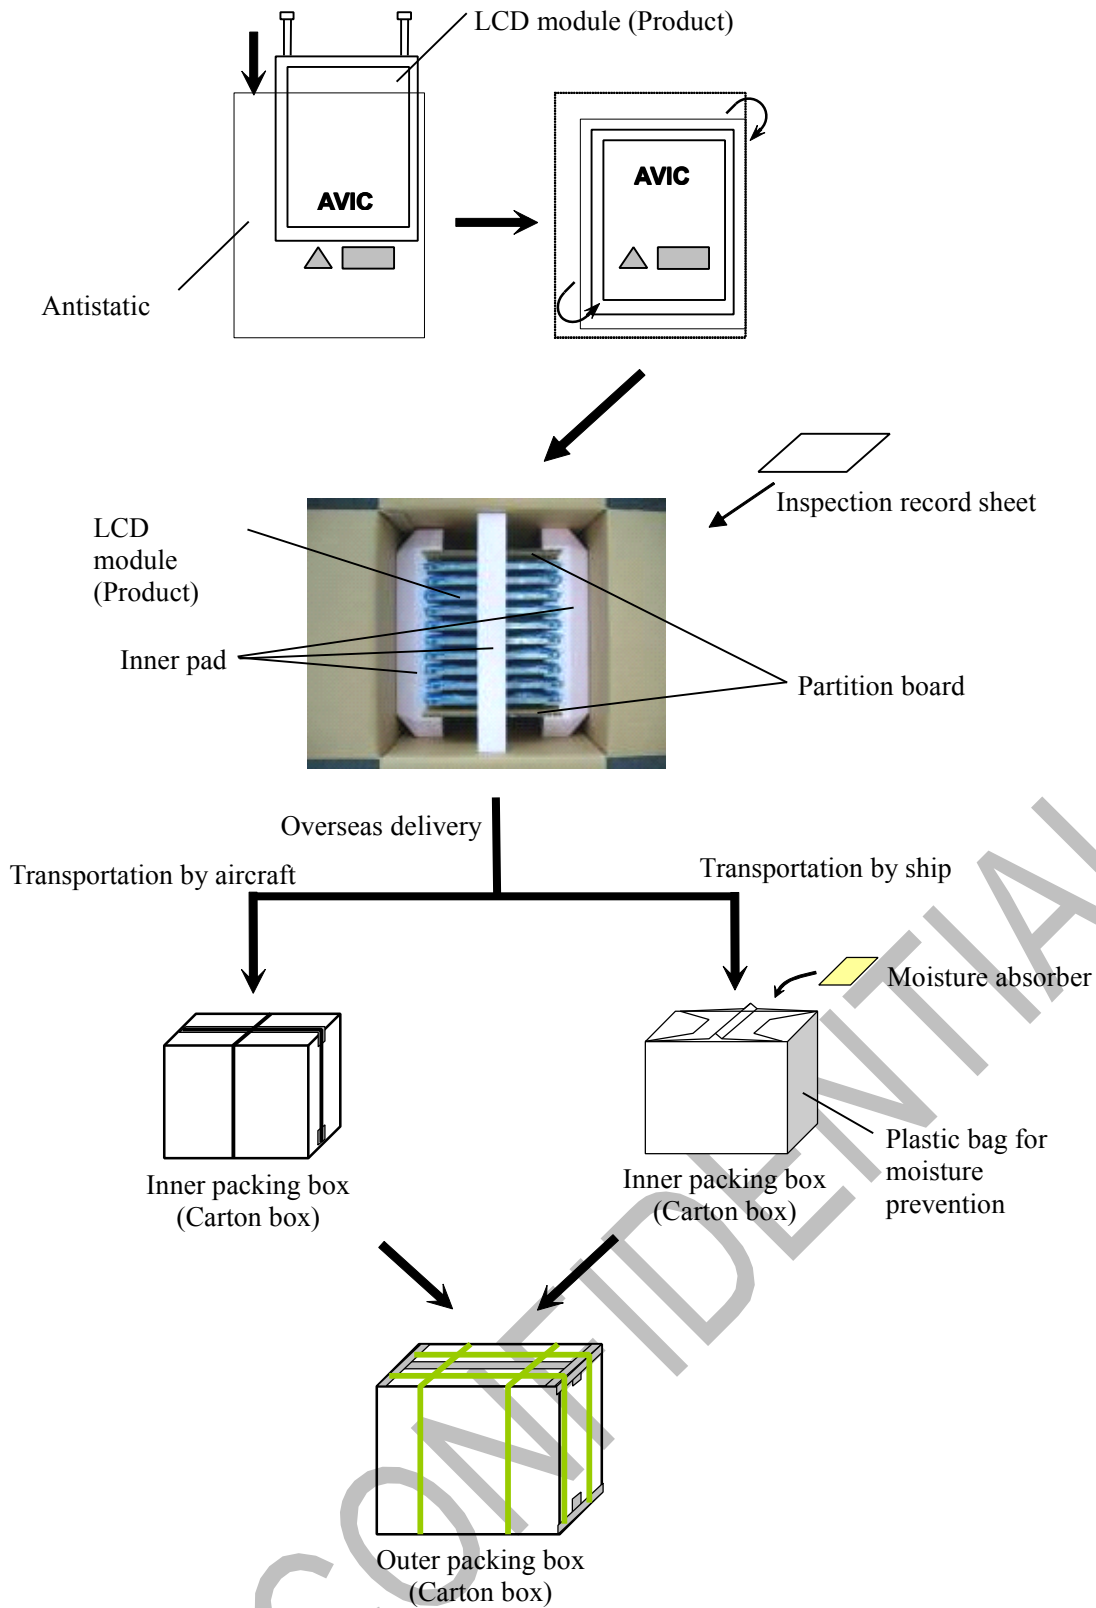 LCD module (Product)
AVIC
AVIC
Antistatic
Inspection record sheet
LCD
module
(Product)
Inner pad
Partition board
Overseas delivery
Transportation by aircraft
Transportation by ship
Moisture absorber
Plastic bag for
moisture
prevention
Inner packing box
(Carton box)
Inner packing box
(Carton box)
Outer packing box
(Carton box)
CONFIDENTIAL